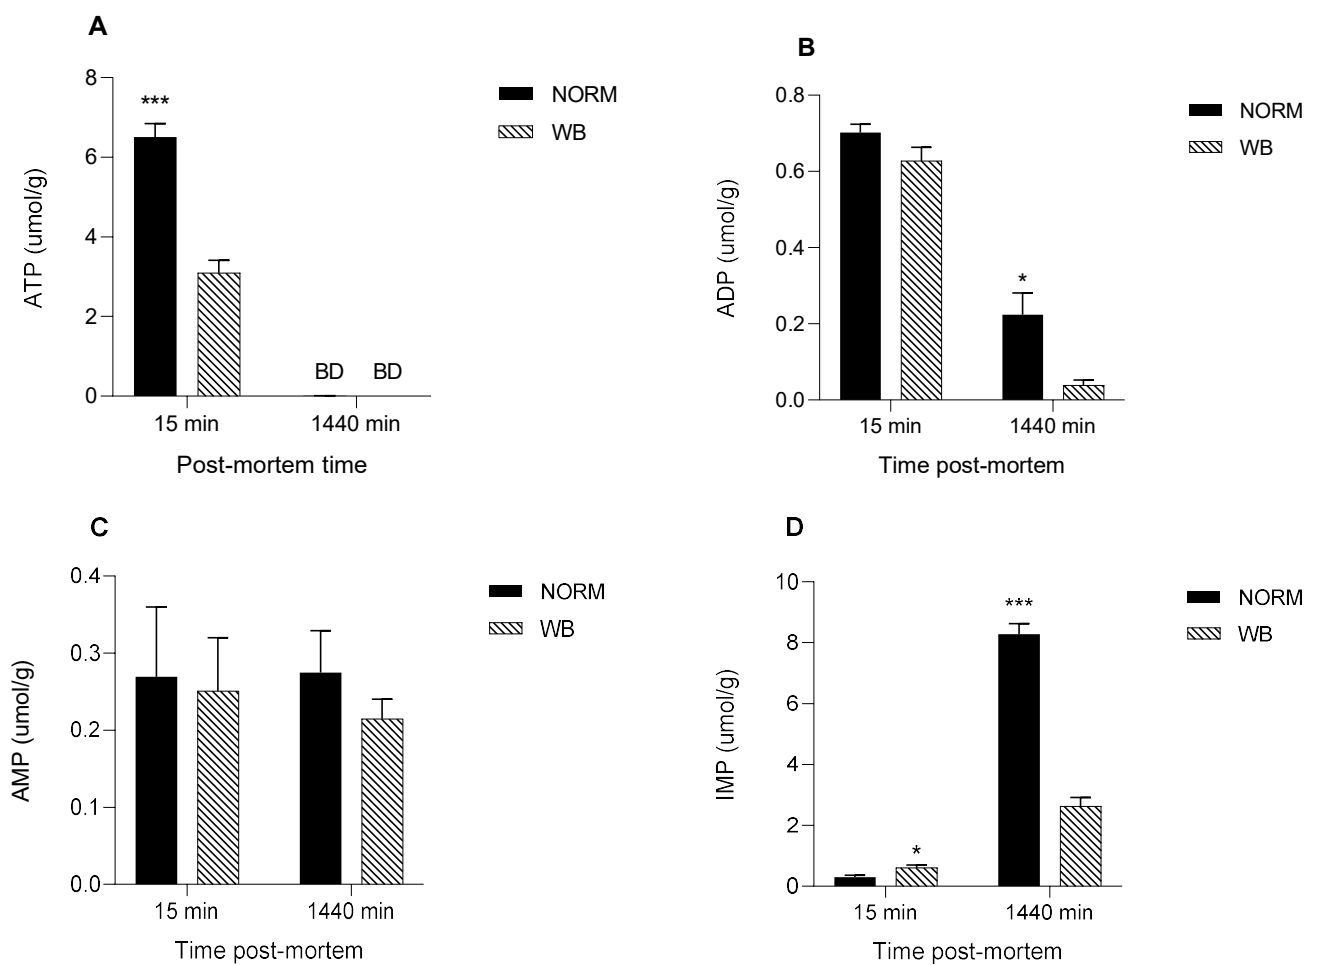 A
8
6
4
2
0
ATP (umol/g)
***
BD BD
15 min 1440 min
Post-mortem time
NORM
WB
B
0.8
0.6
0.4
0.2
0.0
ADP (umol/g)
*
15 min 1440 min
Time post-mortem
NORM
WB
C
0.4
0.3
0.2
0.1
0.0
AMP (umol/g)
15 min 1440 min
Time post-mortem
NORM
WB
D
10
8
6
4
2
0
IMP (umol/g)
***
*
15 min 1440 min
Time post-mortem
NORM
WB